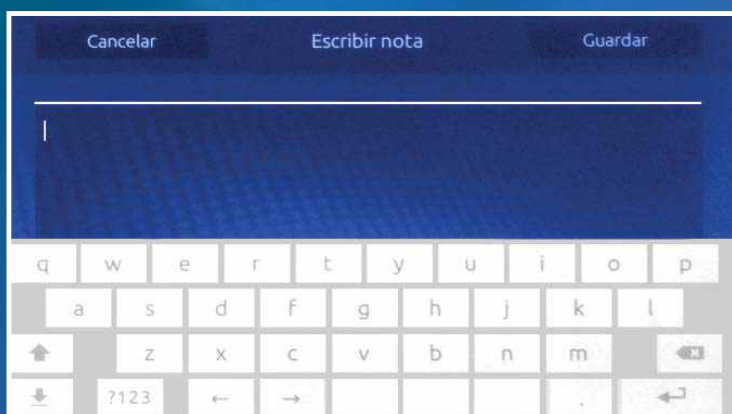 Cancelar Escribir nota Guardar
q w e r t y u i o p
a s d f g h j k l
z x c v b n m
?123 ← → .